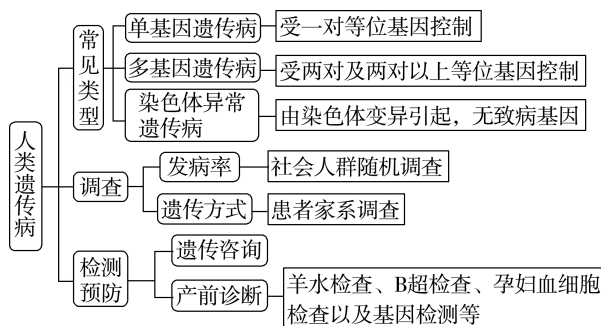 人类遗传病
常见类型
单基因遗传病
受一对等位基因控制
多基因遗传病
受两对及两对以上等位基因控制
染色体异常
遗传病
由染色体变异引起，无致病基因
调查
发病率
社会人群随机调查
遗传方式
患者家系调查
检测
预防
遗传咨询
产前诊断
羊水检查、B超检查、孕妇血细胞
检查以及基因检测等